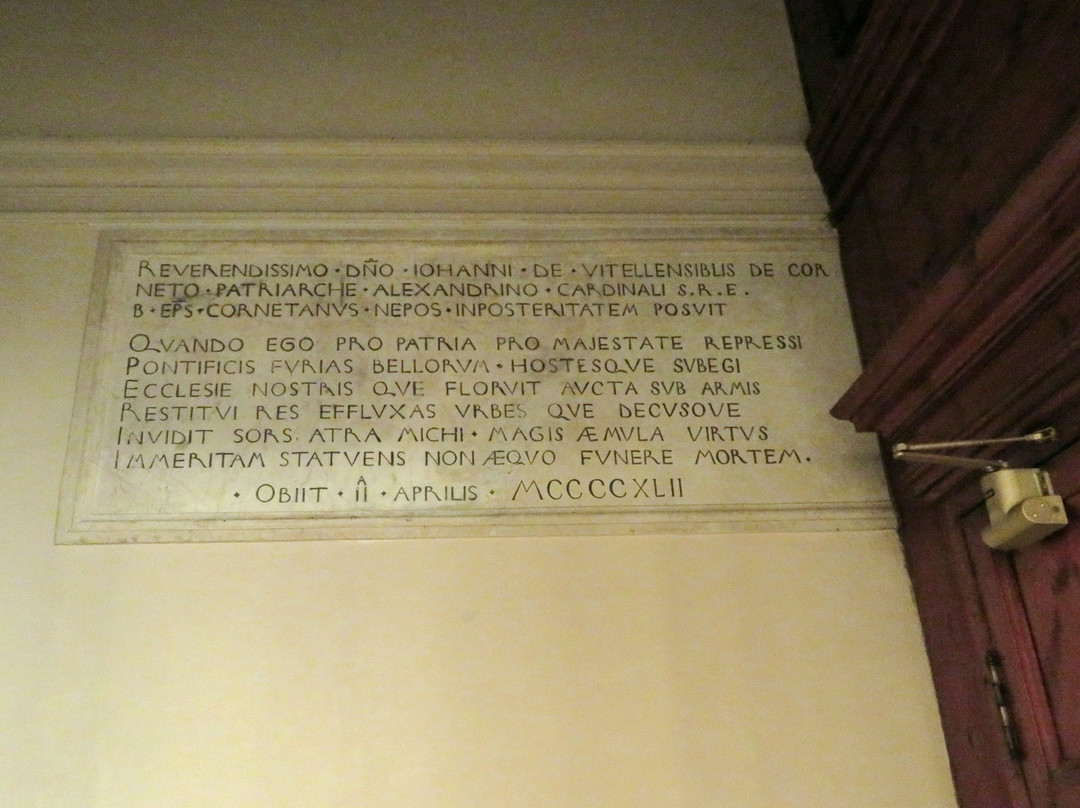 REVERENDISSIMO · DÑO · IOHANNI · DE · VITELLENSIBUS DE COR
NETO · PATRIARCHE · ALEXANDRINO · CARDINALI S.R.E.
B · EP̄S · CORNETANVS · NEPOS · INPOSTERITATEM POSVIT
QVANDO EGO PRO PATRIA PRO MAJESTATE REPRESSI
PONTIFICIS FVRIAS BELLORVM · HOSTESQVE SVBEGI
ECCLESIE NOSTRIS QVE FLORVIT AVCTA SVB ARMIS
RESTITVI RES EFFLVXAS VRBES QVE DECVSQVE
INVIDIT SORS. ATRA MICHI · MAGIS ÆMVLA VIRTVS
IMMERITAM STATVENS NON ÆQVO FVNERE MORTEM.
· OBIIT · II · APRILIS · MCCCCCXLII